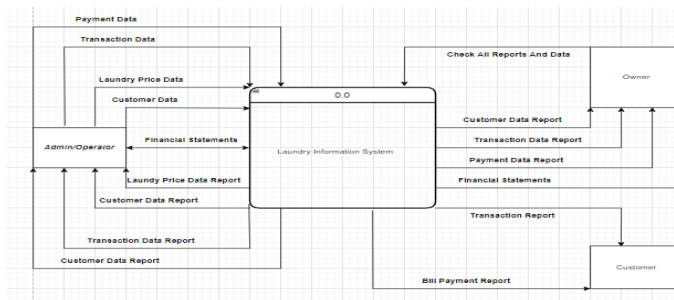 Payment Data
Transaction Data
Check All Reports And Data
Laundry Price Data
Owner
Customer Data
0.0
Customer Data Report
Financial Statements
Transaction Data Report
Admin/Operator
Laundry Information System
Payment Data Report
Laundy Price Data Report
Financial Statements
Customer Data Report
Transaction Report
Transaction Data Report
Customer Data Report
Customer
Bill Payment Report